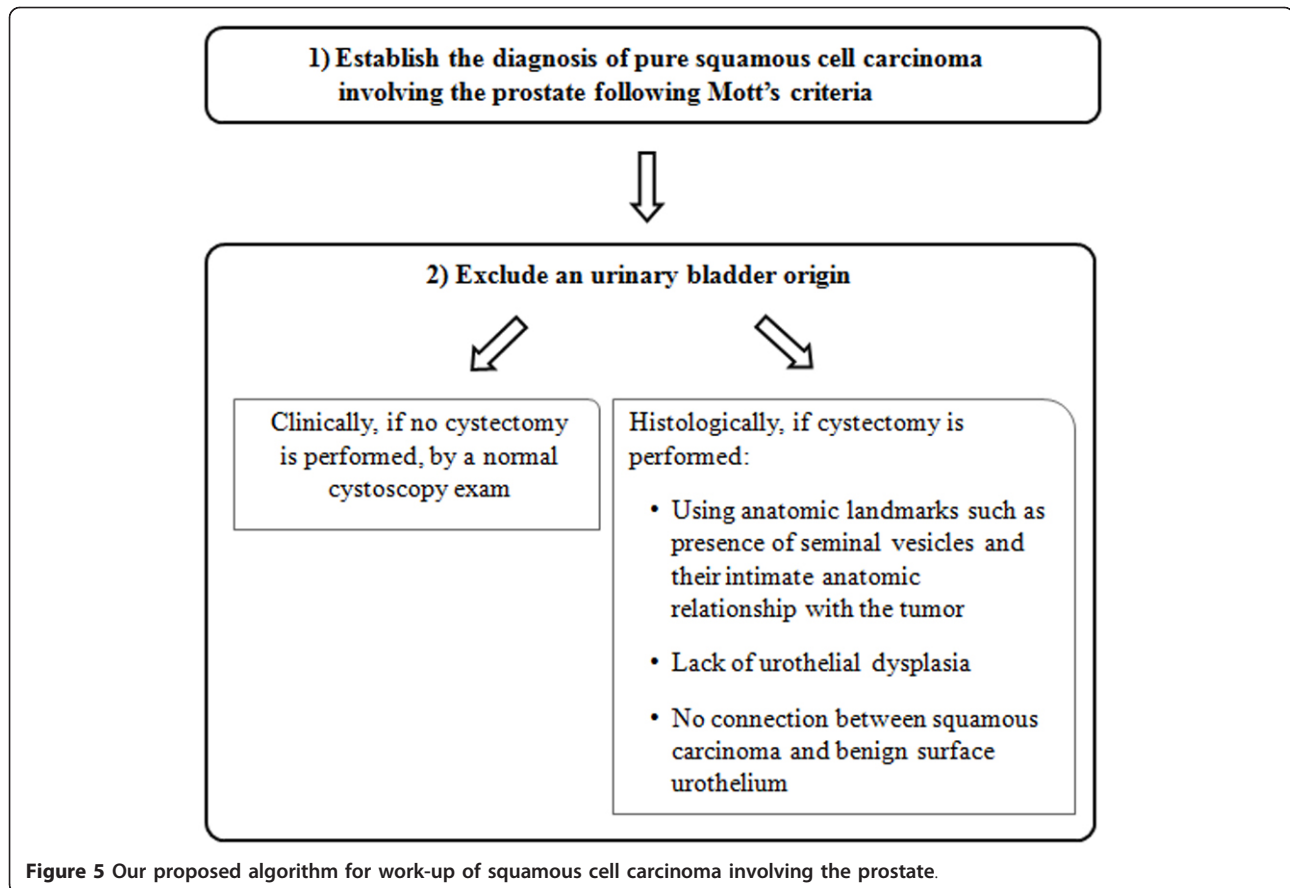 1) Establish the diagnosis of pure squamous cell carcinoma
involving the prostate following Mott's criteria
2) Exclude an urinary bladder origin
Clinically, if no cystectomy
is performed, by a normal
cystoscopy exam
Histologically, if cystectomy is
performed:
• Using anatomic landmarks such as
presence of seminal vesicles and
their intimate anatomic
relationship with the tumor
• Lack of urothelial dysplasia
• No connection between squamous
carcinoma and benign surface
urothelium
Figure 5 Our proposed algorithm for work-up of squamous cell carcinoma involving the prostate.